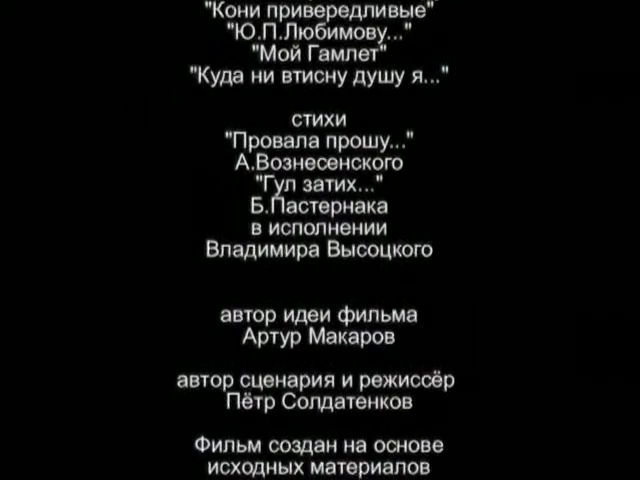 "Кони привередливые"
"Ю.П.Любимову..."
"Мой Гамлет"
"Куда ни втисну душу я..."
стихи
"Провала прошу..."
А.Вознесенского
"Гул затих..."
Б.Пастернака
в исполнении
Владимира Высоцкого
автор идеи фильма
Артур Макаров
автор сценария и режиссёр
Пётр Солдатенков
Фильм создан на основе
исходных материалов